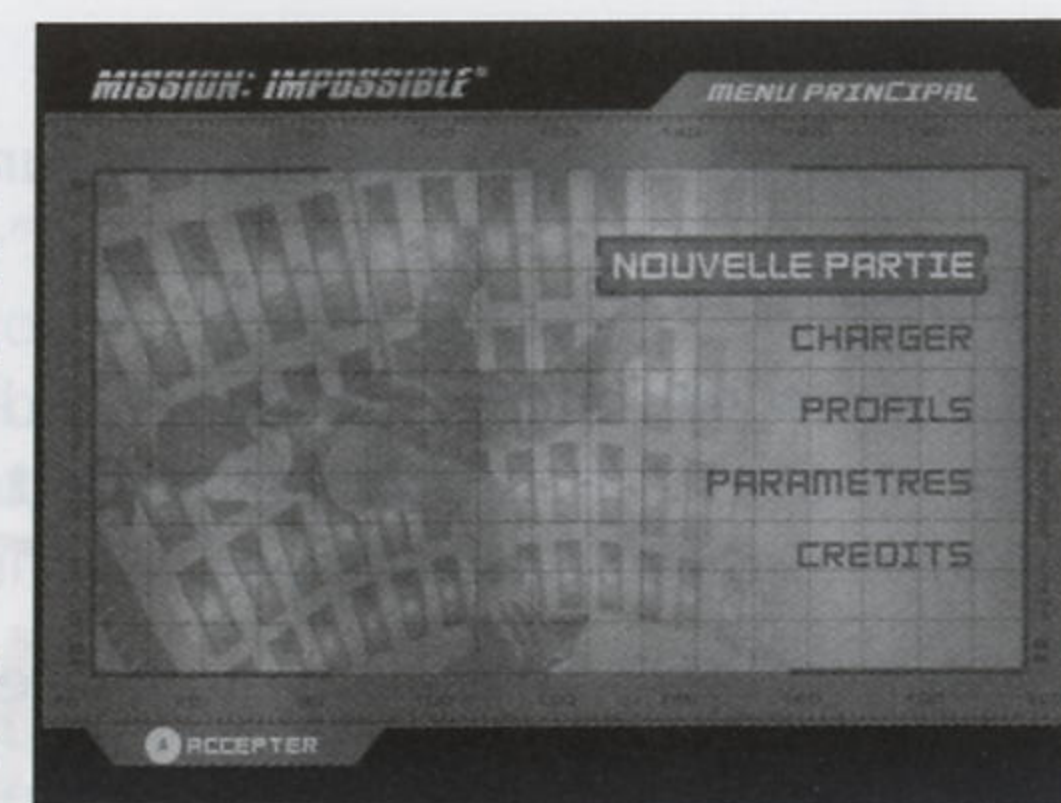 MISSION: IMPOSSIBLE®
MENU PRINCIPAL
NOUVELLE PARTIE
CHARGER
PROFILS
PARAMETRES
CREDITS
A ACCEPTER